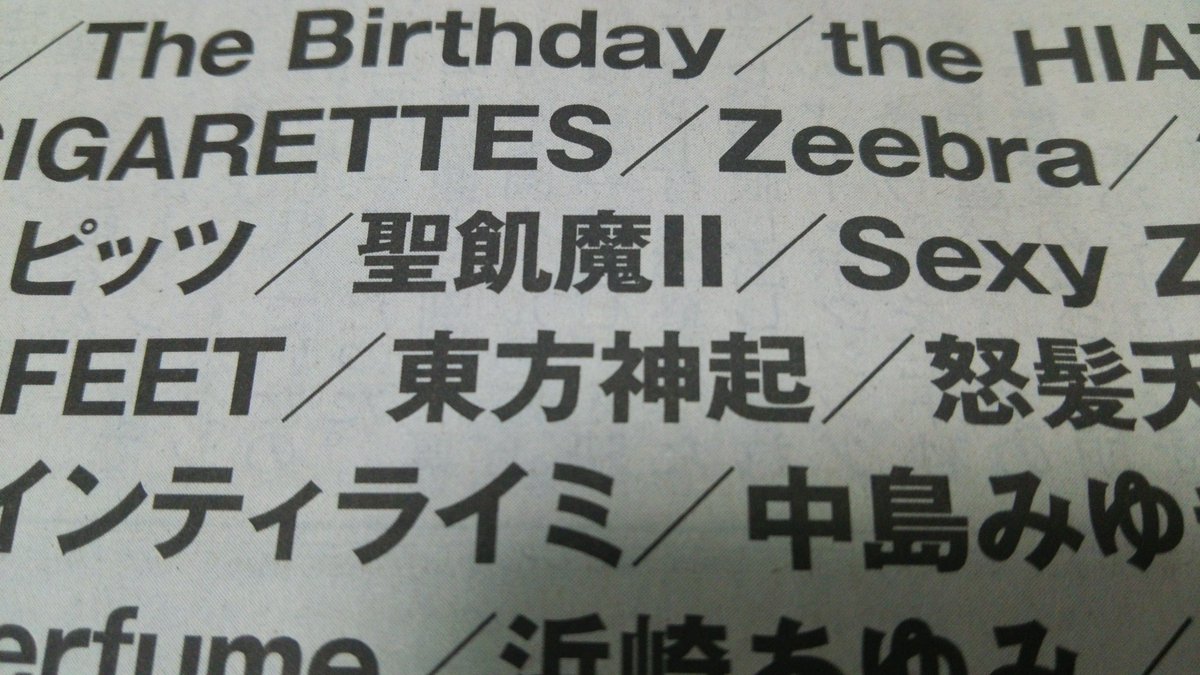 ／The Birthday／the HIA
CIGARETTES／Zeebra／
ピッツ／聖飢魔II／Sexy Z
FEET／東方神起／怒髪天
インティライミ／中島みゆ
erfume／浜崎あゆみ／